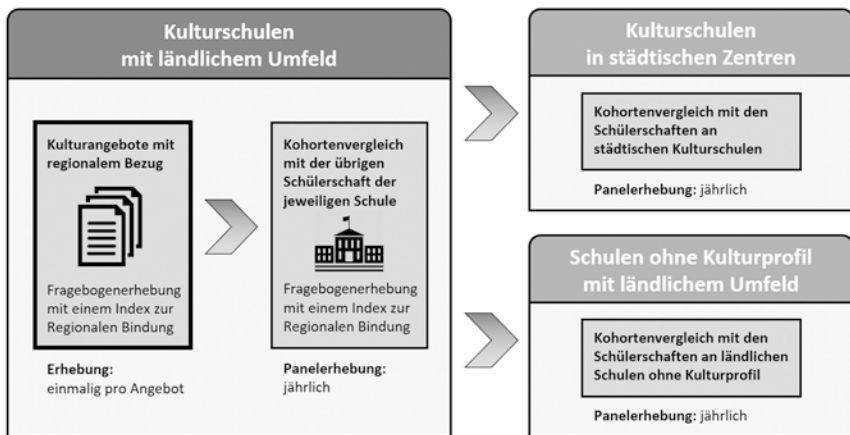 Kulturschulen
mit ländlichem Umfeld
Kulturangebote mit
regionalem Bezug
Fragebogenerhebung
mit einem Index zur
Regionalen Bindung
Erhebung:
einmalig pro Angebot
Kohortenvergleich
mit der übrigen
Schülerschaft der
jeweiligen Schule
Fragebogenerhebung
mit einem Index zur
Regionalen Bindung
Panelerhebung:
jährlich
Kulturschulen
in städtischen Zentren
Kohortenvergleich mit den
Schülerschaften an
städtischen Kulturschulen
Panelerhebung: jährlich
Schulen ohne Kulturprofil
mit ländlichem Umfeld
Kohortenvergleich mit den
Schülerschaften an ländlichen
Schulen ohne Kulturprofil
Panelerhebung: jährlich